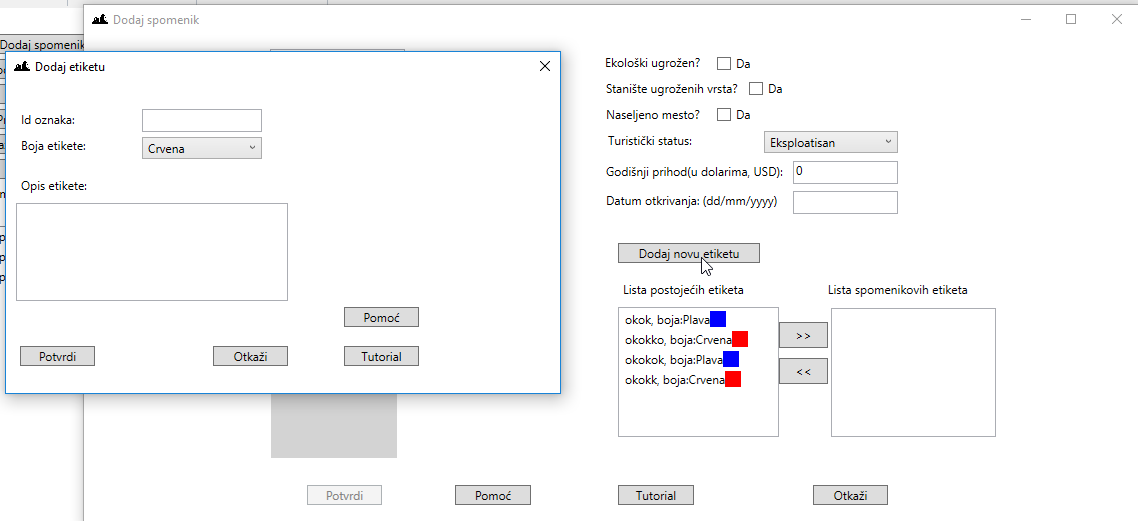 Dodaj spomenik
Dodaj spomenik
Dodaj etiketu
Id oznaka:
Boja etikete:
Crvena
Opis etikete:
Pomoć
Potvrdi
Otkaži
Tutorial
Ekološki ugrožen?
Da
Stanište ugroženih vrsta?
Da
Naseljeno mesto?
Da
Turistički status:
Eksploatisan
Godišnji prihod(u dolarima, USD):
0
Datum otkrivanja: (dd/mm/yyyy)
Dodaj novu etiketu
Lista postojećih etiketa
Lista spomenikovih etiketa
okok, boja:Plava
okokko, boja:Crvena
okokok, boja:Plava
okokk, boja:Crvena
>>
<<
Potvrdi
Pomoć
Tutorial
Otkaži